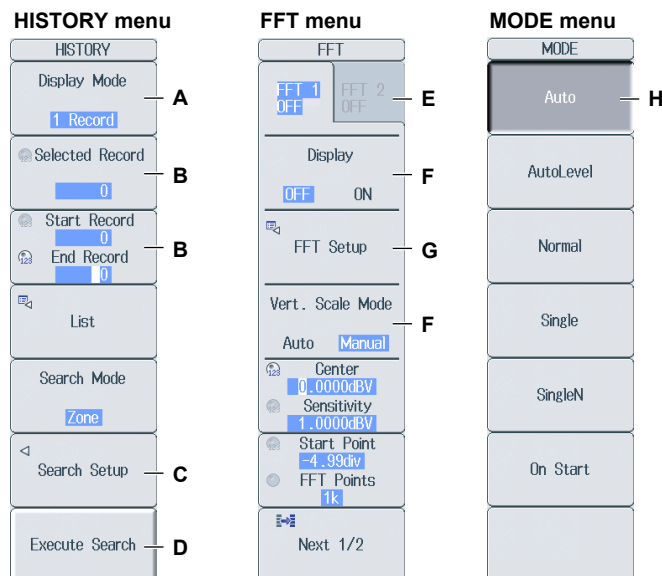 HISTORY menu
HISTORY
Display Mode
1 Record
A
Selected Record
0
B
Start Record
0
End Record
0
B
List
Search Mode
Zone
Search Setup
C
Execute Search
D
FFT menu
FFT
FFT 1
OFF
FFT 2
OFF
E
Display
OFF ON
F
FFT Setup
G
Vert. Scale Mode
Auto Manual
F
123
Center
0.0000dBV
Sensitivity
1.0000dBV
Start Point
-4.99div
FFT Points
1k
Next 1/2
MODE menu
MODE
Auto
H
AutoLevel
Normal
Single
SingleN
On Start